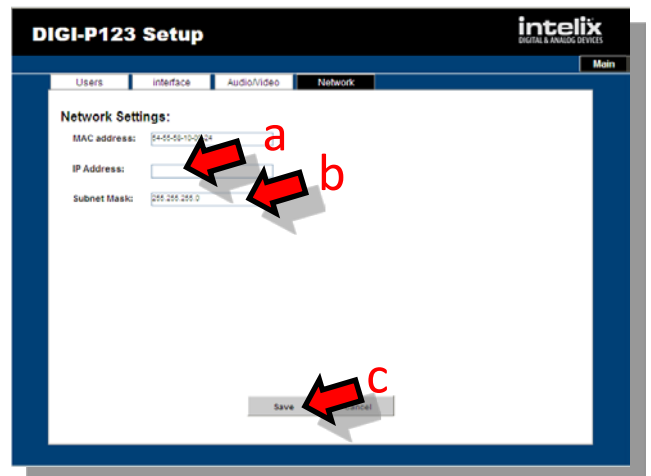 DIGI-P123 Setup
intelix
DIGITAL & ANALOG DEVICES
Main
Users interface Audio/Video Network
Network Settings:
MAC address:
a
IP Address:
b
Subnet Mask: 255.255.255.0
c
Save Cancel